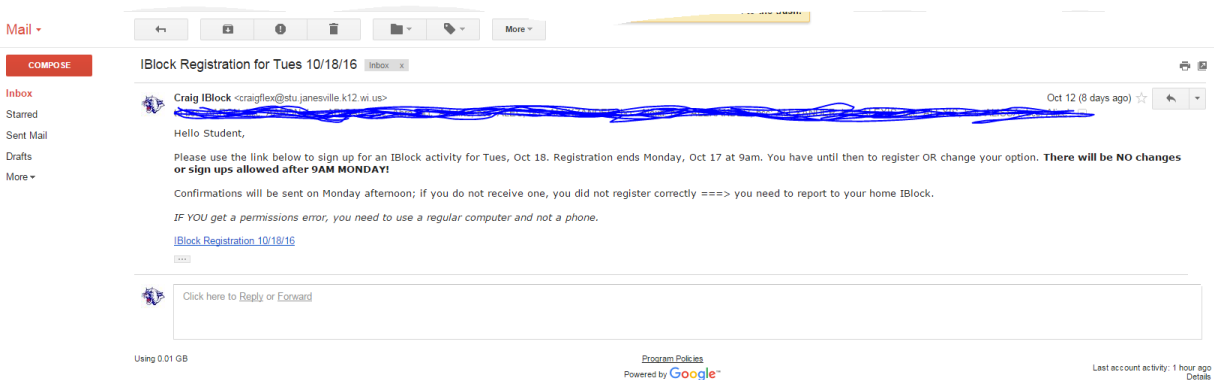 Mail
More
COMPOSE
IBlock Registration for Tues 10/18/16 Inbox x
Inbox
Starred
Sent Mail
Drafts
More
Craig IBlock <craigflex@stu.janesville.k12.wi.us>
Oct 12 (8 days ago)
Hello Student,
Please use the link below to sign up for an IBlock activity for Tues, Oct 18. Registration ends Monday, Oct 17 at 9am. You have until then to register OR change your option. There will be NO changes
or sign ups allowed after 9AM MONDAY!
Confirmations will be sent on Monday afternoon; if you do not receive one, you did not register correctly ===> you need to report to your home IBlock.
IF YOU get a permissions error, you need to use a regular computer and not a phone.
IBlock Registration 10/18/16
...
Click here to Reply or Forward
Using 0.01 GB
Program Policies
Powered by Google™
Last account activity: 1 hour ago
Details